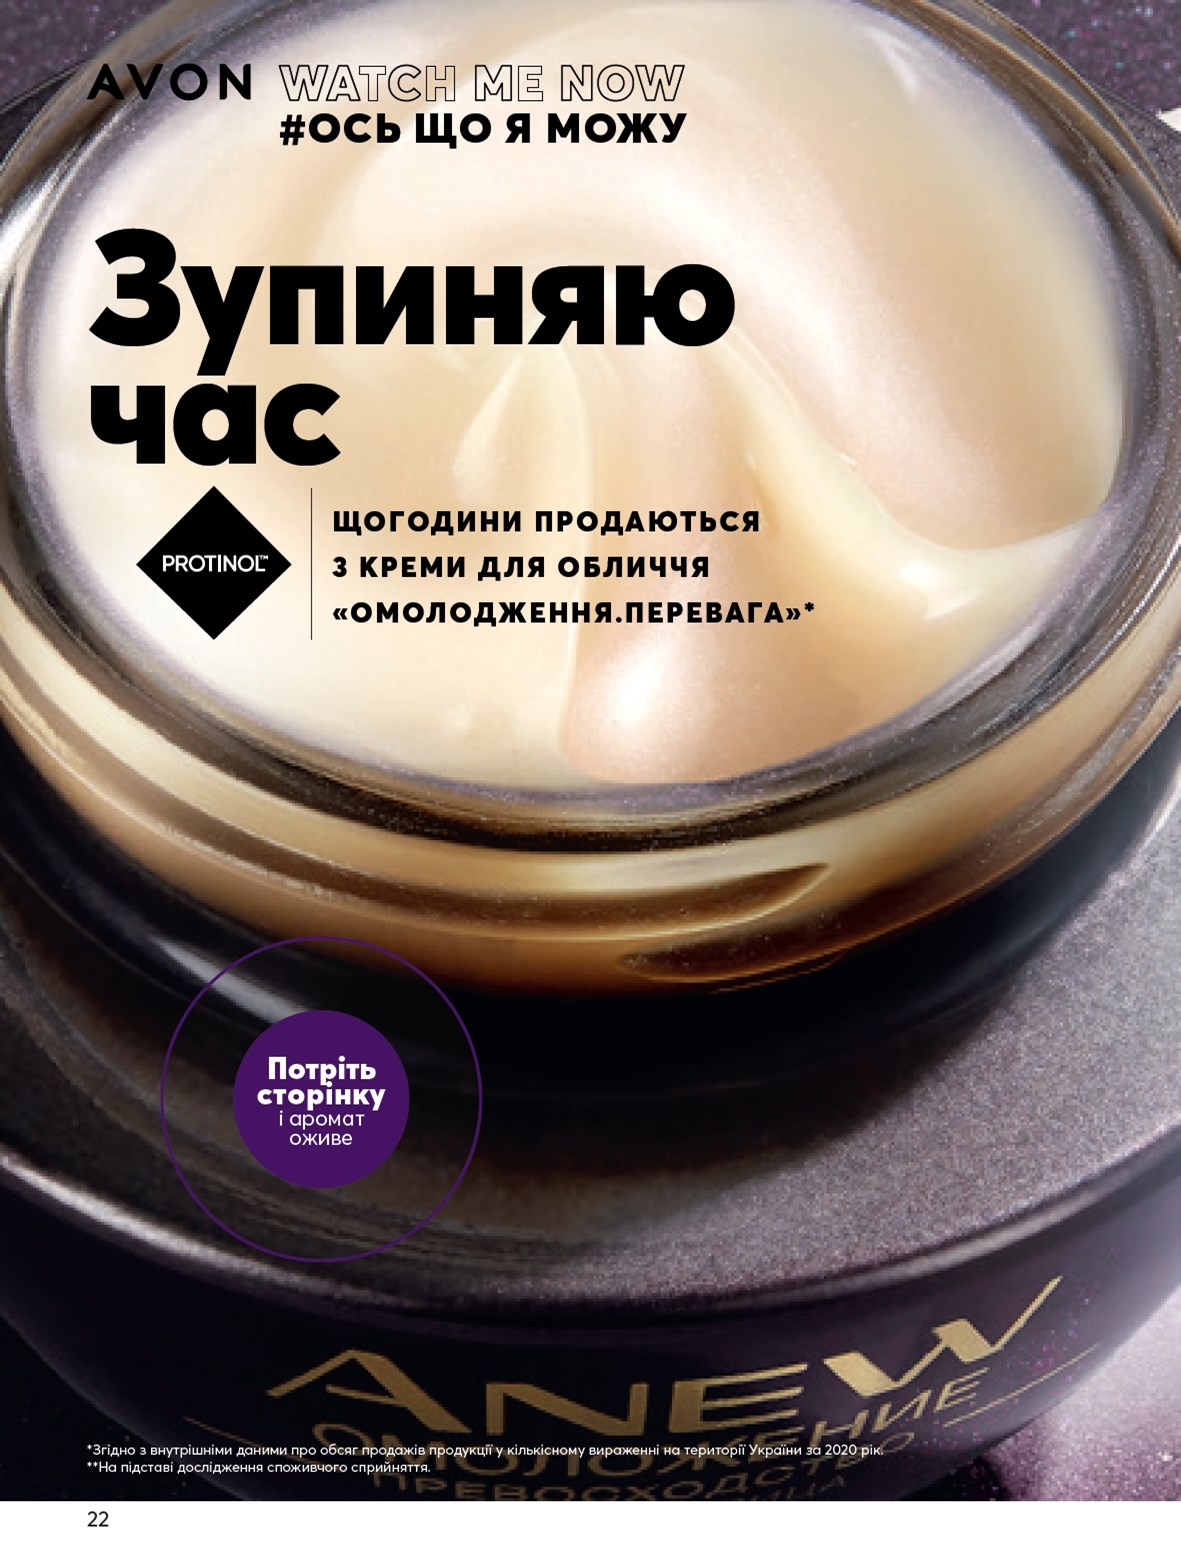 AVON WATCH ME NOW
#ОСЬ ЩО Я МОЖУ
Зупиняю
час
PROTINOL™
ЩОГОДИНИ ПРОДАЮТЬСЯ
3 КРЕМИ ДЛЯ ОБЛИЧЧЯ
«ОМОЛОДЖЕННЯ.ПЕРЕВАГА»*
Потріть
сторінку
і аромат
оживе
ANEW
ОМОЛОЖЕНИЕ
*Згідно з внутрішніми даними про обсяг продажів продукції у кількісному вираженні на території України за 2020 рік.
**На підставі дослідження споживчого сприйняття.
22